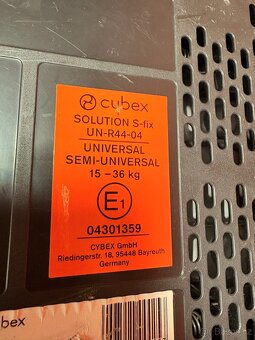 cybex
SOLUTION S-fix
UN-R44-04
UNIVERSAL
SEMI-UNIVERSAL
15 – 36 kg
E1
04301359
CYBEX GmbH
Riedingerstr. 18, 95448 Bayreuth
Germany
cybex